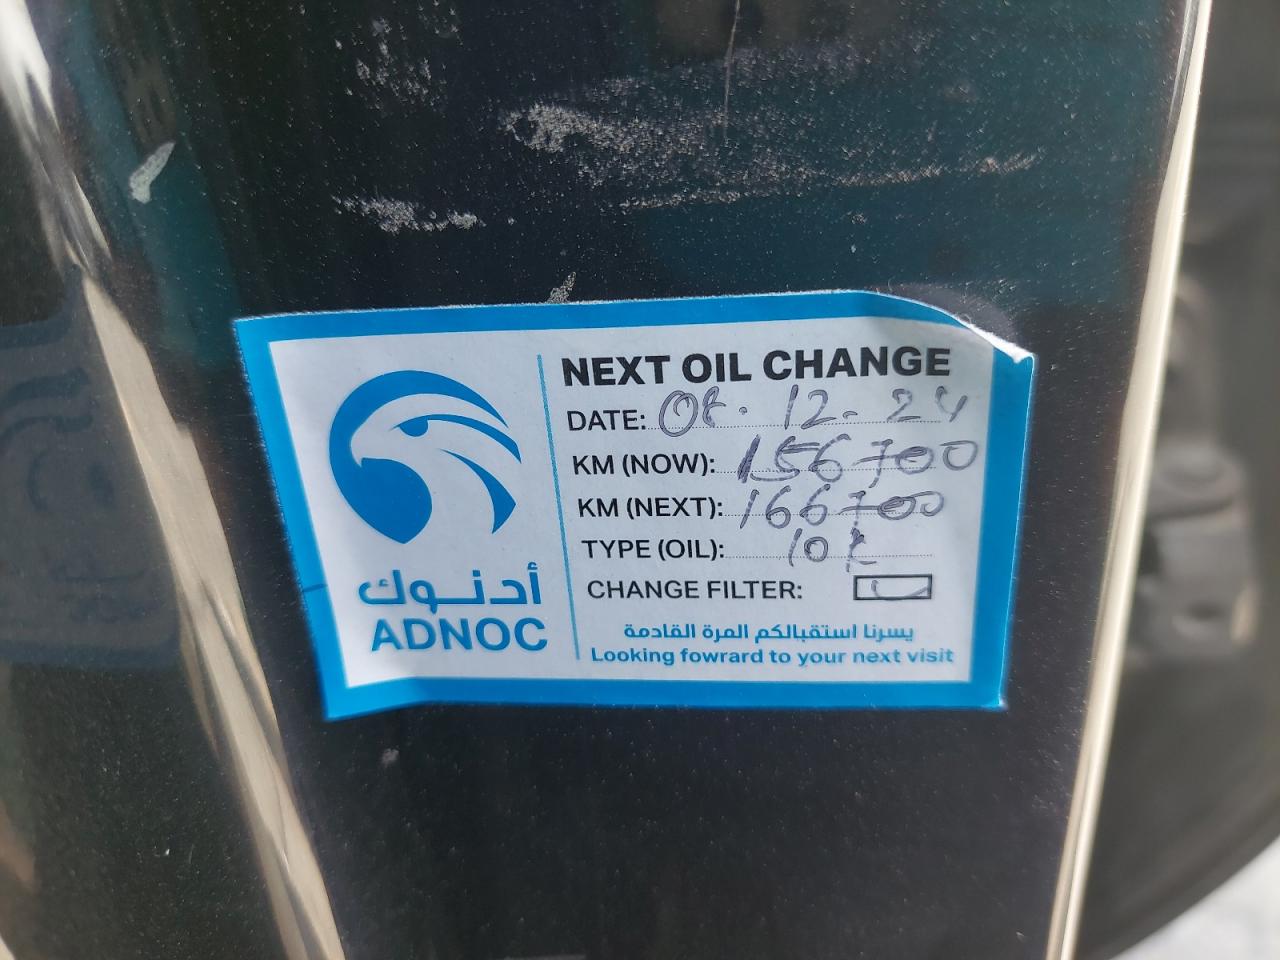 أدنوك
ADNOC
NEXT OIL CHANGE
DATE: 08.12-24
KM (NOW): 156700
KM (NEXT): 166700
TYPE (OIL): 10k
CHANGE FILTER:
يسرنا استقبالكم المرة القادمة
Looking fowrard to your next visit